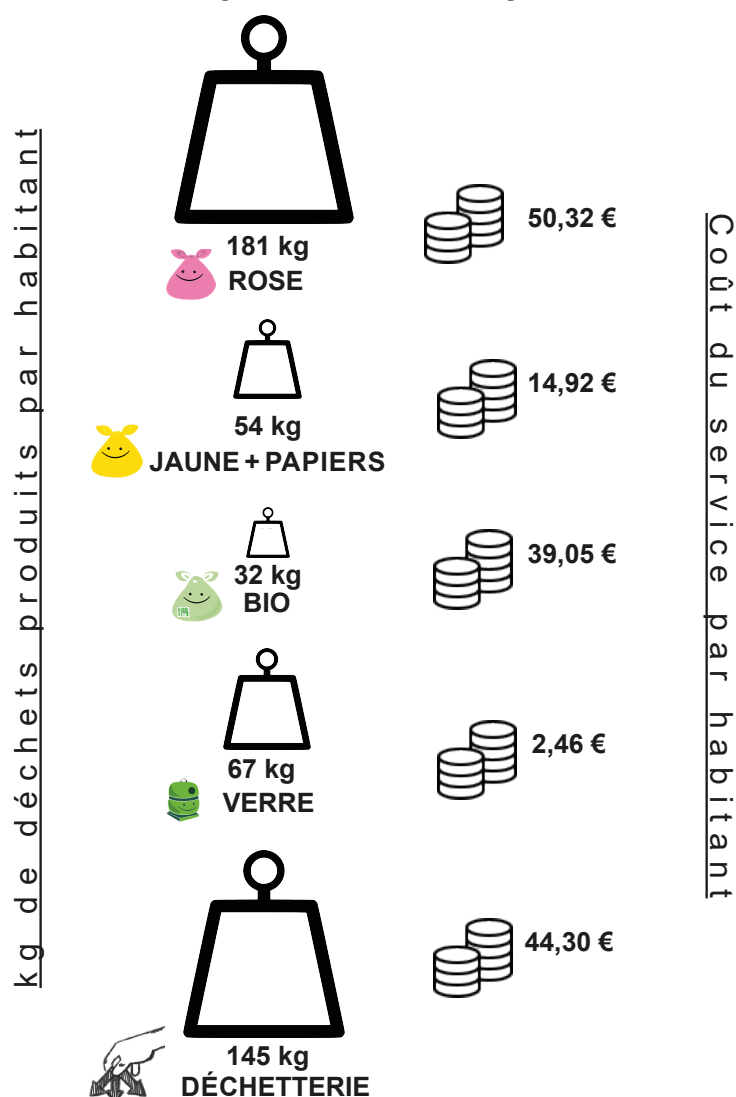 kg de déchets produits par habitant
181 kg
ROSE
50,32 €
54 kg
JAUNE + PAPIERS
14,92 €
32 kg
BIO
39,05 €
67 kg
VERRE
2,46 €
145 kg
DÉCHETTERIE
44,30 €
Coût du service par habitant